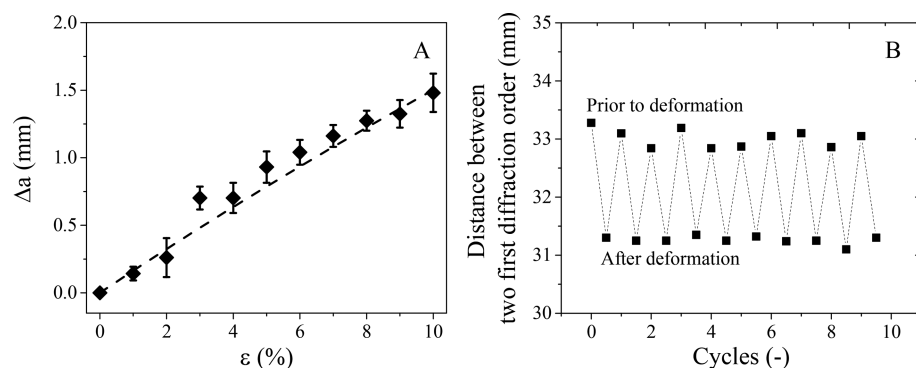 A
2.0
1.5
1.0
0.5
0.0
Δa (mm)
0
2
4
6
8
10
ε (%)
B
35
34
33
32
31
30
Distance between
two first diffraction order (mm)
Prior to deformation
After deformation
0
2
4
6
8
10
Cycles (-)